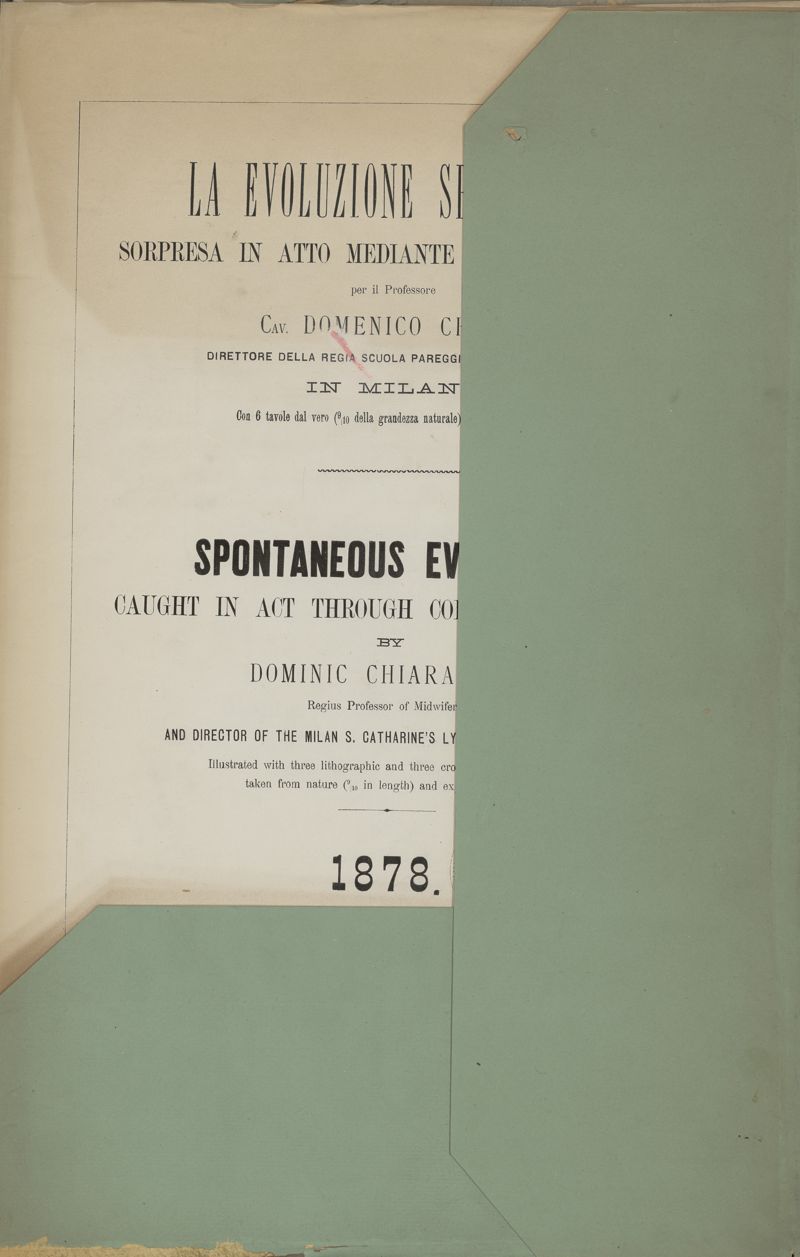 LA EVOLUZIONE
SORPRESA IN ATTO MEDIANTE
per il Professore
CAV. DOMENICO
DIRETTORE DELLA REGIA SCUOLA PAREGGI
IN MILAN
Con 6 tavole dal vero (9/10 della grandezza naturale)
SPONTANEOUS EV
CAUGHT IN ACT THROUGH CO
BY
DOMINIC CHIARA
Regius Professor of Midwifer
AND DIRECTOR OF THE MILAN S. CATHARINE'S LY
Illustrated with three lithographic and three cro
taken from nature (9/10 in length) and ex
1878.